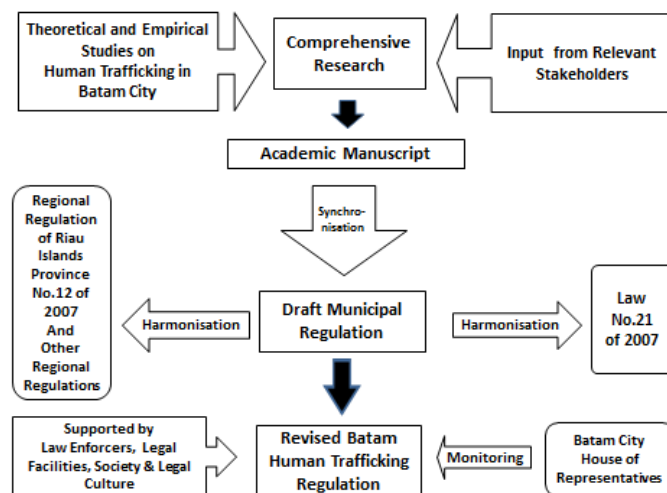 Theoretical and Empirical
Studies on
Human Trafficking in
Batam City
Comprehensive
Research
Input from Relevant
Stakeholders
Academic Manuscript
Synchro-
nisation
Regional
Regulation
of Riau
Islands
Province
No.12 of
2007
And
Other
Regional
Regulations
Harmonisation
Draft Municipal
Regulation
Harmonisation
Law
No.21
of 2007
Supported by
Law Enforcers, Legal
Facilities, Society & Legal
Culture
Revised Batam
Human Trafficking
Regulation
Monitoring
Batam City
House of
Representatives